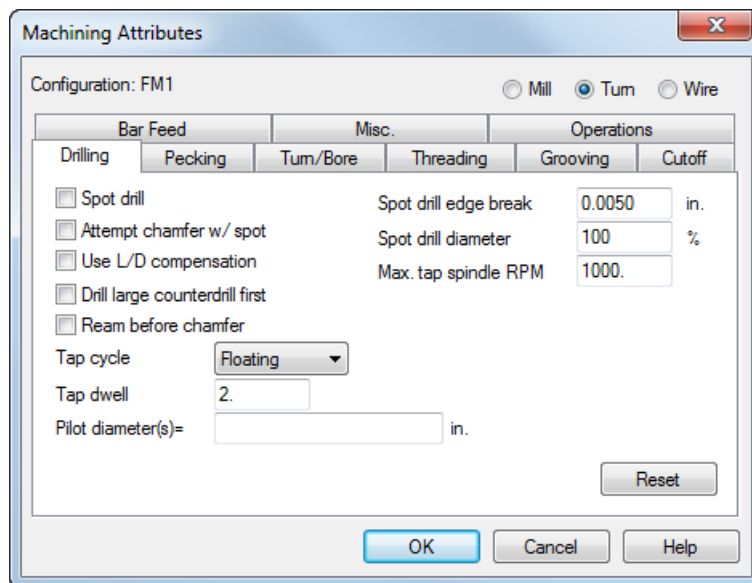 Machining Attributes
Configuration: FM1 Mill Turn Wire
Bar Feed Misc. Operations
Drilling Pecking Turn/Bore Threading Grooving Cutoff
Spot drill Spot drill edge break 0.0050 in.
Attempt chamfer w/ spot Spot drill diameter 100 %
Use L/D compensation Max. tap spindle RPM 1000.
Drill large counterdrill first
Ream before chamfer
Tap cycle Floating
Tap dwell 2.
Pilot diameter(s)= in.
Reset
OK Cancel Help